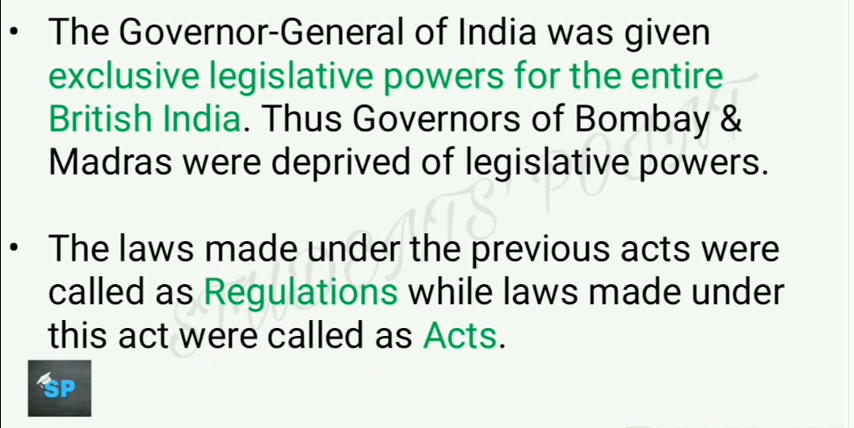 • The Governor-General of India was given
exclusive legislative powers for the entire
British India. Thus Governors of Bombay &
Madras were deprived of legislative powers.
• The laws made under the previous acts were
called as Regulations while laws made under
this act were called as Acts.
STUDENTS' POINT
SP